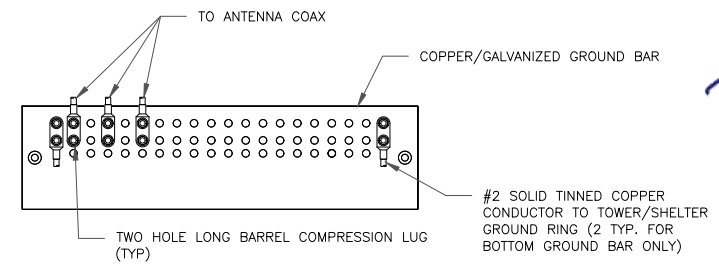 TO ANTENNA COAX
COPPER/GALVANIZED GROUND BAR
#2 SOLID TINNED COPPER
CONDUCTOR TO TOWER/SHELTER
GROUND RING (2 TYP. FOR
BOTTOM GROUND BAR ONLY)
TWO HOLE LONG BARREL COMPRESSION LUG
(TYP)